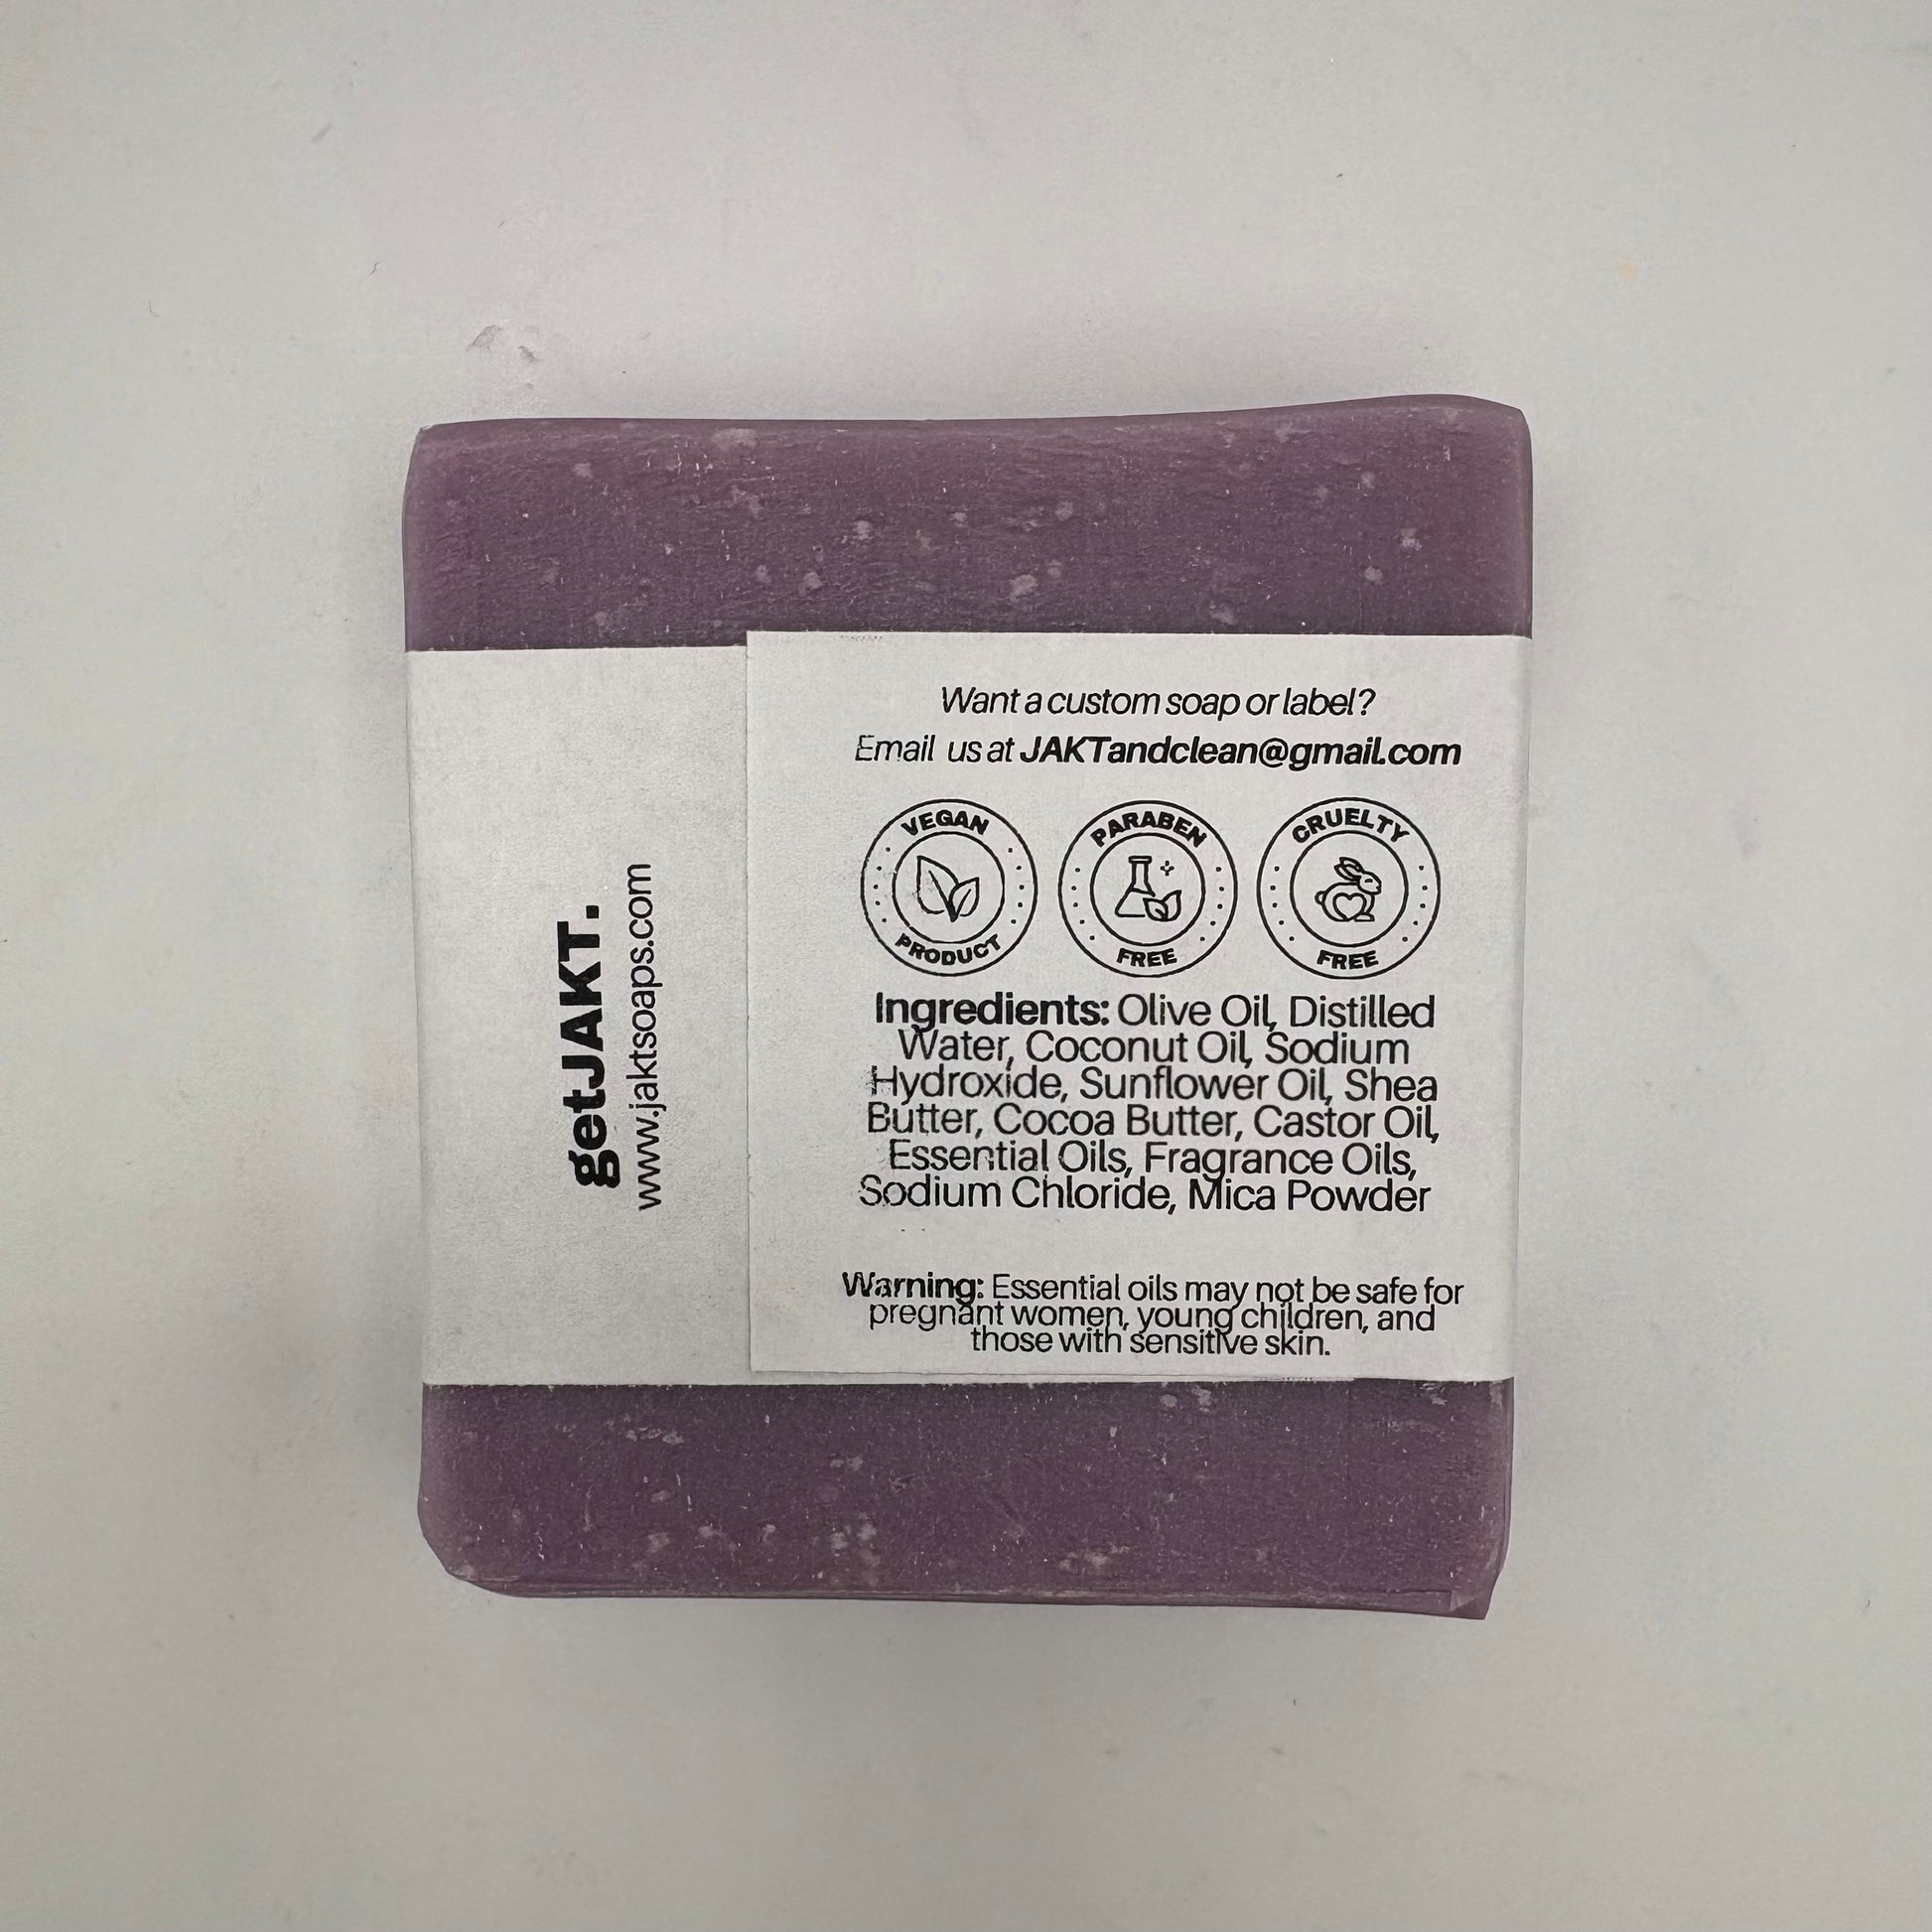 getJAKT.
www.jaktsoaps.com
Want a custom soap or label?
Email us at JAKTandclean@gmail.com
VEGAN
PRODUCT
PARABEN
FREE
CRUELTY
FREE
Ingredients: Olive Oil, Distilled
Water, Coconut Oil, Sodium
Hydroxide, Sunflower Oil, Shea
Butter, Cocoa Butter, Castor Oil,
Essential Oils, Fragrance Oils,
Sodium Chloride, Mica Powder
Warning: Essential oils may not be safe for
pregnant women, young children, and
those with sensitive skin.